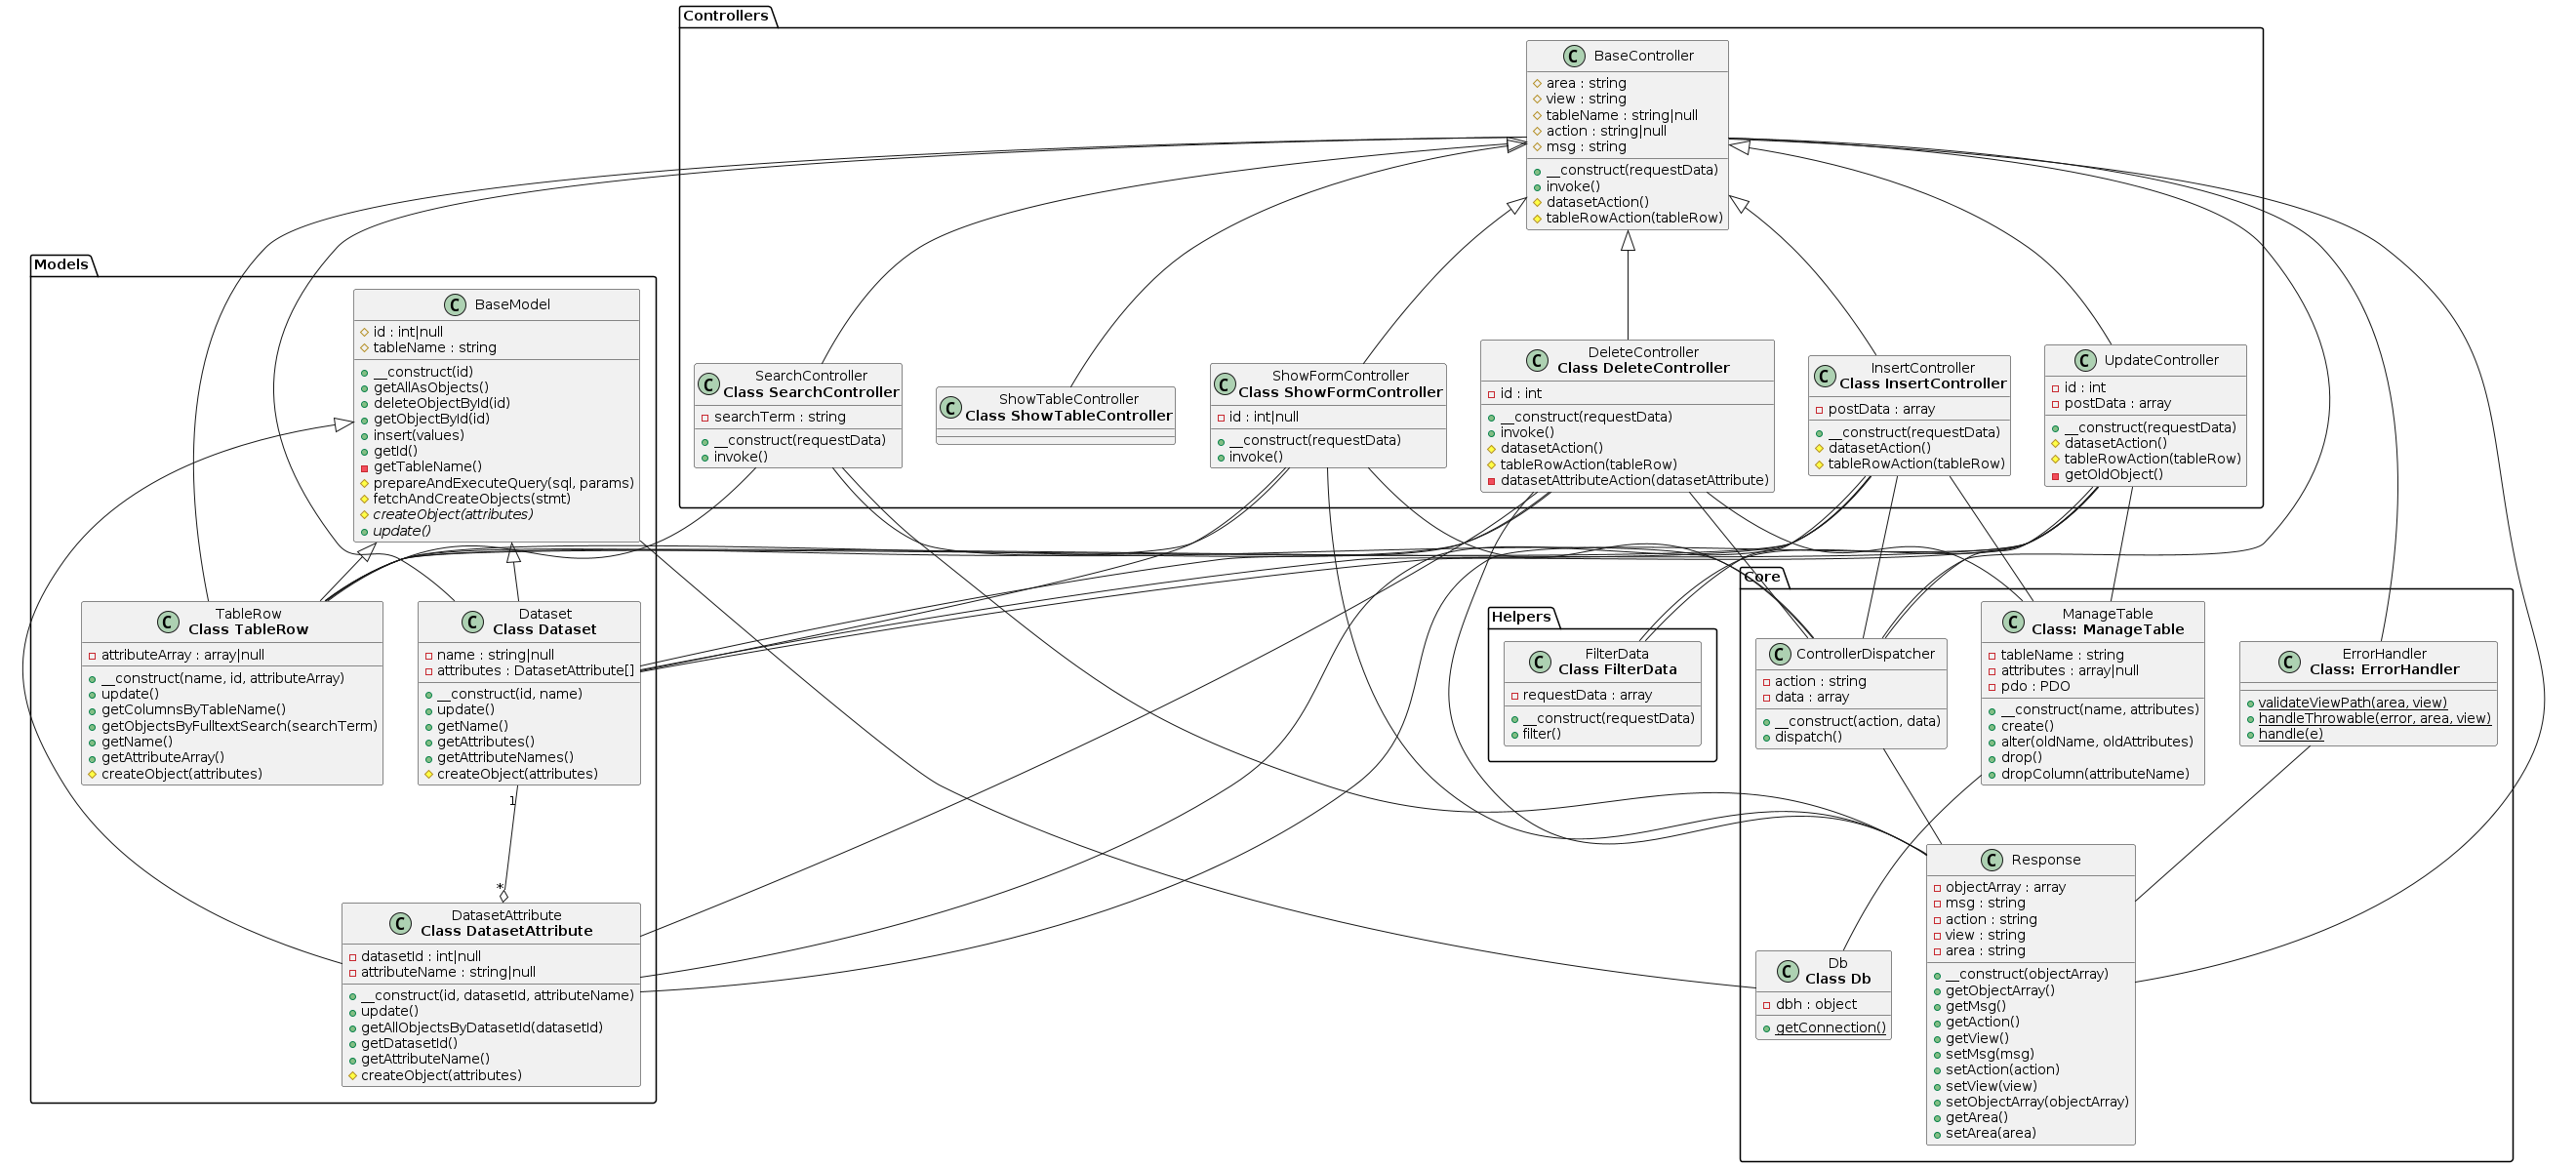 Controllers
C BaseController
area : string
view : string
tableName : string|null
action : string|null
msg : string
__construct(requestData)
invoke()
datasetAction()
tableRowAction(tableRow)
Models
C BaseModel
id : int|null
tableName : string
__construct(id)
getAllAsObjects()
deleteObjectById(id)
getObjectById(id)
insert(values)
getId()
getTableName()
prepareAndExecuteQuery(sql, params)
fetchAndCreateObjects(stmt)
createObject(attributes)
update()
C SearchController
Class SearchController
searchTerm : string
__construct(requestData)
invoke()
C ShowTableController
Class ShowTableController
C ShowFormController
Class ShowFormController
id : int|null
__construct(requestData)
invoke()
C DeleteController
Class DeleteController
id : int
__construct(requestData)
invoke()
datasetAction()
tableRowAction(tableRow)
datasetAttributeAction(datasetAttribute)
C InsertController
Class InsertController
postData : array
__construct(requestData)
datasetAction()
tableRowAction(tableRow)
C UpdateController
id : int
postData : array
__construct(requestData)
datasetAction()
tableRowAction(tableRow)
getOldObject()
C TableRow
Class TableRow
attributeArray : array|null
__construct(name, id, attributeArray)
update()
getColumnsByTableName()
getObjectsByFulltextSearch(searchTerm)
getName()
getAttributeArray()
createObject(attributes)
C Dataset
Class Dataset
name : string|null
attributes : DatasetAttribute[]
__construct(id, name)
update()
getName()
getAttributes()
getAttributeNames()
createObject(attributes)
1
*
C DatasetAttribute
Class DatasetAttribute
datasetId : int|null
attributeName : string|null
__construct(id, datasetId, attributeName)
update()
getAllObjectsByDatasetId(datasetId)
getDatasetId()
getAttributeName()
createObject(attributes)
Helpers
C FilterData
Class FilterData
requestData : array
__construct(requestData)
filter()
Core
C ControllerDispatcher
action : string
data : array
__construct(action, data)
dispatch()
C ManageTable
Class: ManageTable
tableName : string
attributes : array|null
pdo : PDO
__construct(name, attributes)
create()
alter(oldName, oldAttributes)
drop()
dropColumn(attributeName)
C ErrorHandler
Class: ErrorHandler
validateViewPath(area, view)
handleThrowable(error, area, view)
handle(e)
C Db
Class Db
dbh : object
getConnection()
C Response
objectArray : array
msg : string
action : string
view : string
area : string
__construct(objectArray)
getObjectArray()
getMsg()
getAction()
getView()
setMsg(msg)
setAction(action)
setView(view)
setObjectArray(objectArray)
getArea()
setArea(area)